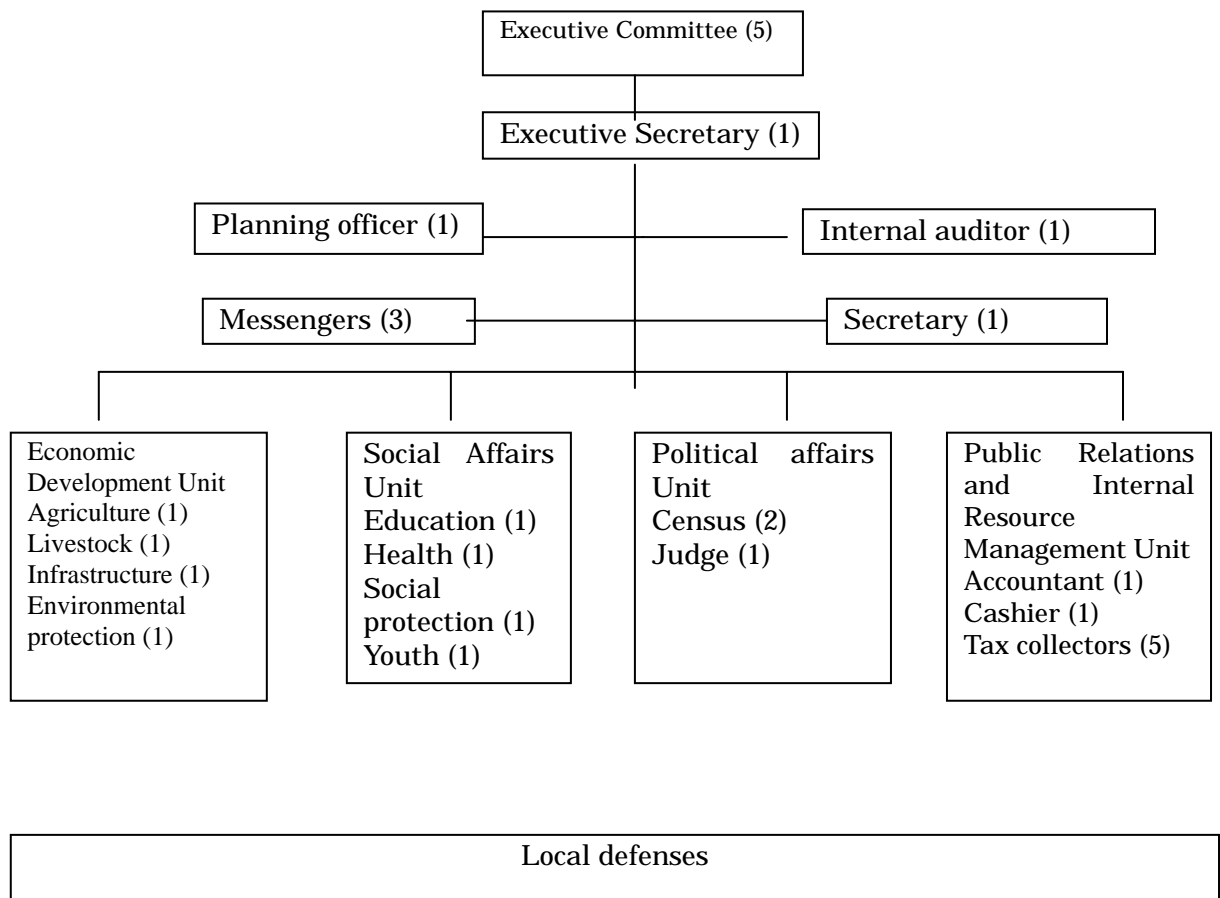 Executive Committee (5)
Executive Secretary (1)
Planning officer (1)
Internal auditor (1)
Messengers (3)
Secretary (1)
Economic
Development Unit
Agriculture (1)
Livestock (1)
Infrastructure (1)
Environmental
protection (1)
Social Affairs
Unit
Education (1)
Health (1)
Social
protection (1)
Youth (1)
Political affairs
Unit
Census (2)
Judge (1)
Public Relations
and Internal
Resource
Management Unit
Accountant (1)
Cashier (1)
Tax collectors (5)
Local defenses